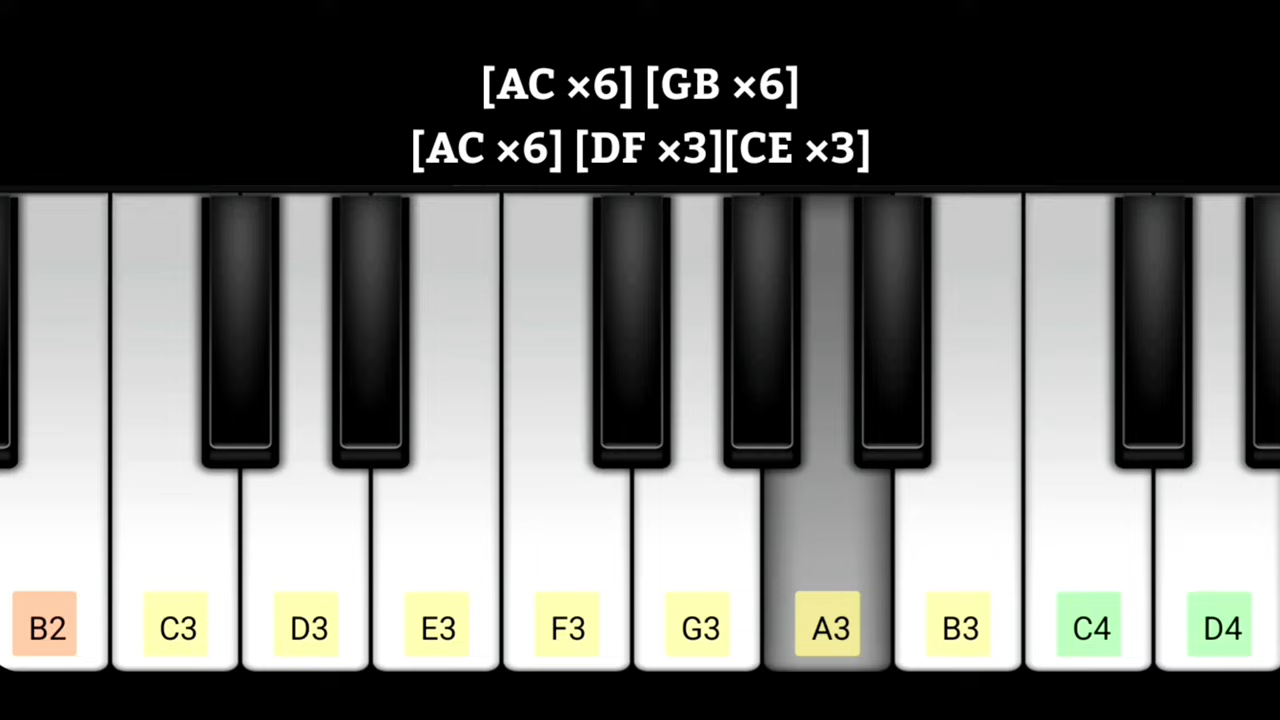 [AC ×6] [GB ×6]
[AC ×6] [DF ×3][CE ×3]
B2 C3 D3 E3 F3 G3 A3 B3 C4 D4